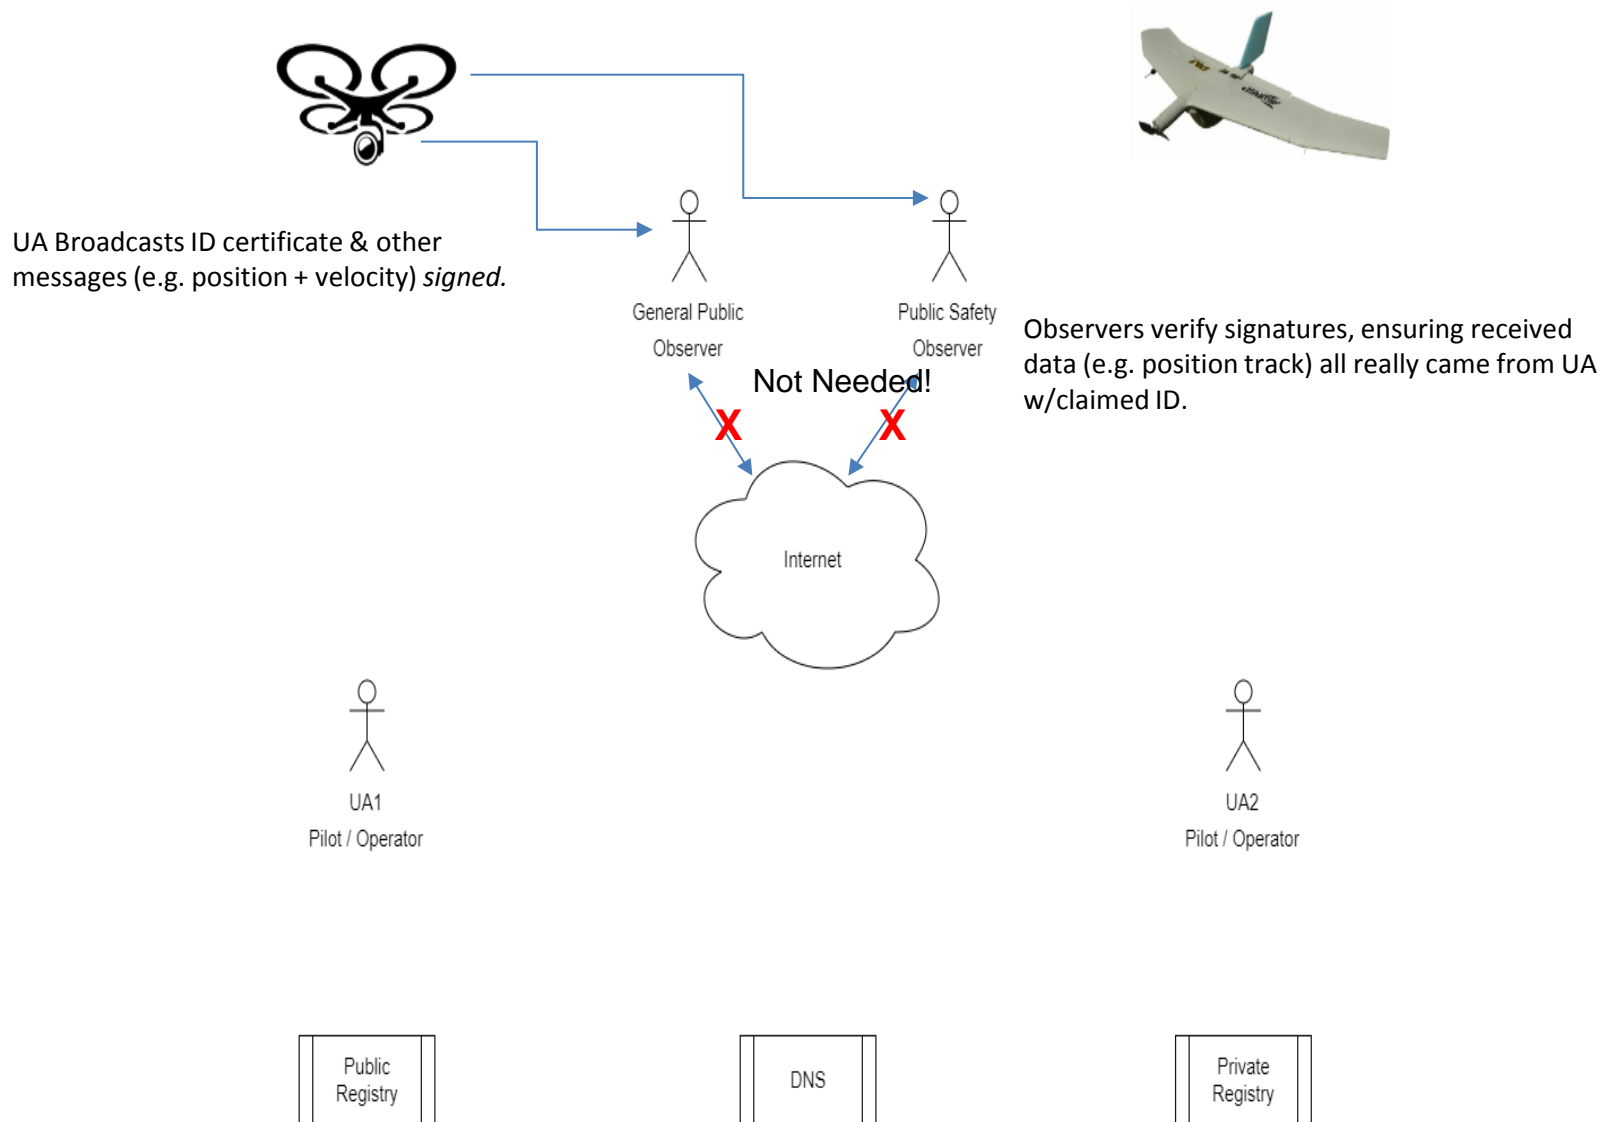 UA Broadcasts ID certificate & other
messages (e.g. position + velocity) signed.
General Public
Observer
Public Safety
Observer
Observers verify signatures, ensuring received
data (e.g. position track) all really came from UA
w/claimed ID.
Not Needed!
X
X
Internet
UA1
Pilot / Operator
UA2
Pilot / Operator
Public
Registry
DNS
Private
Registry